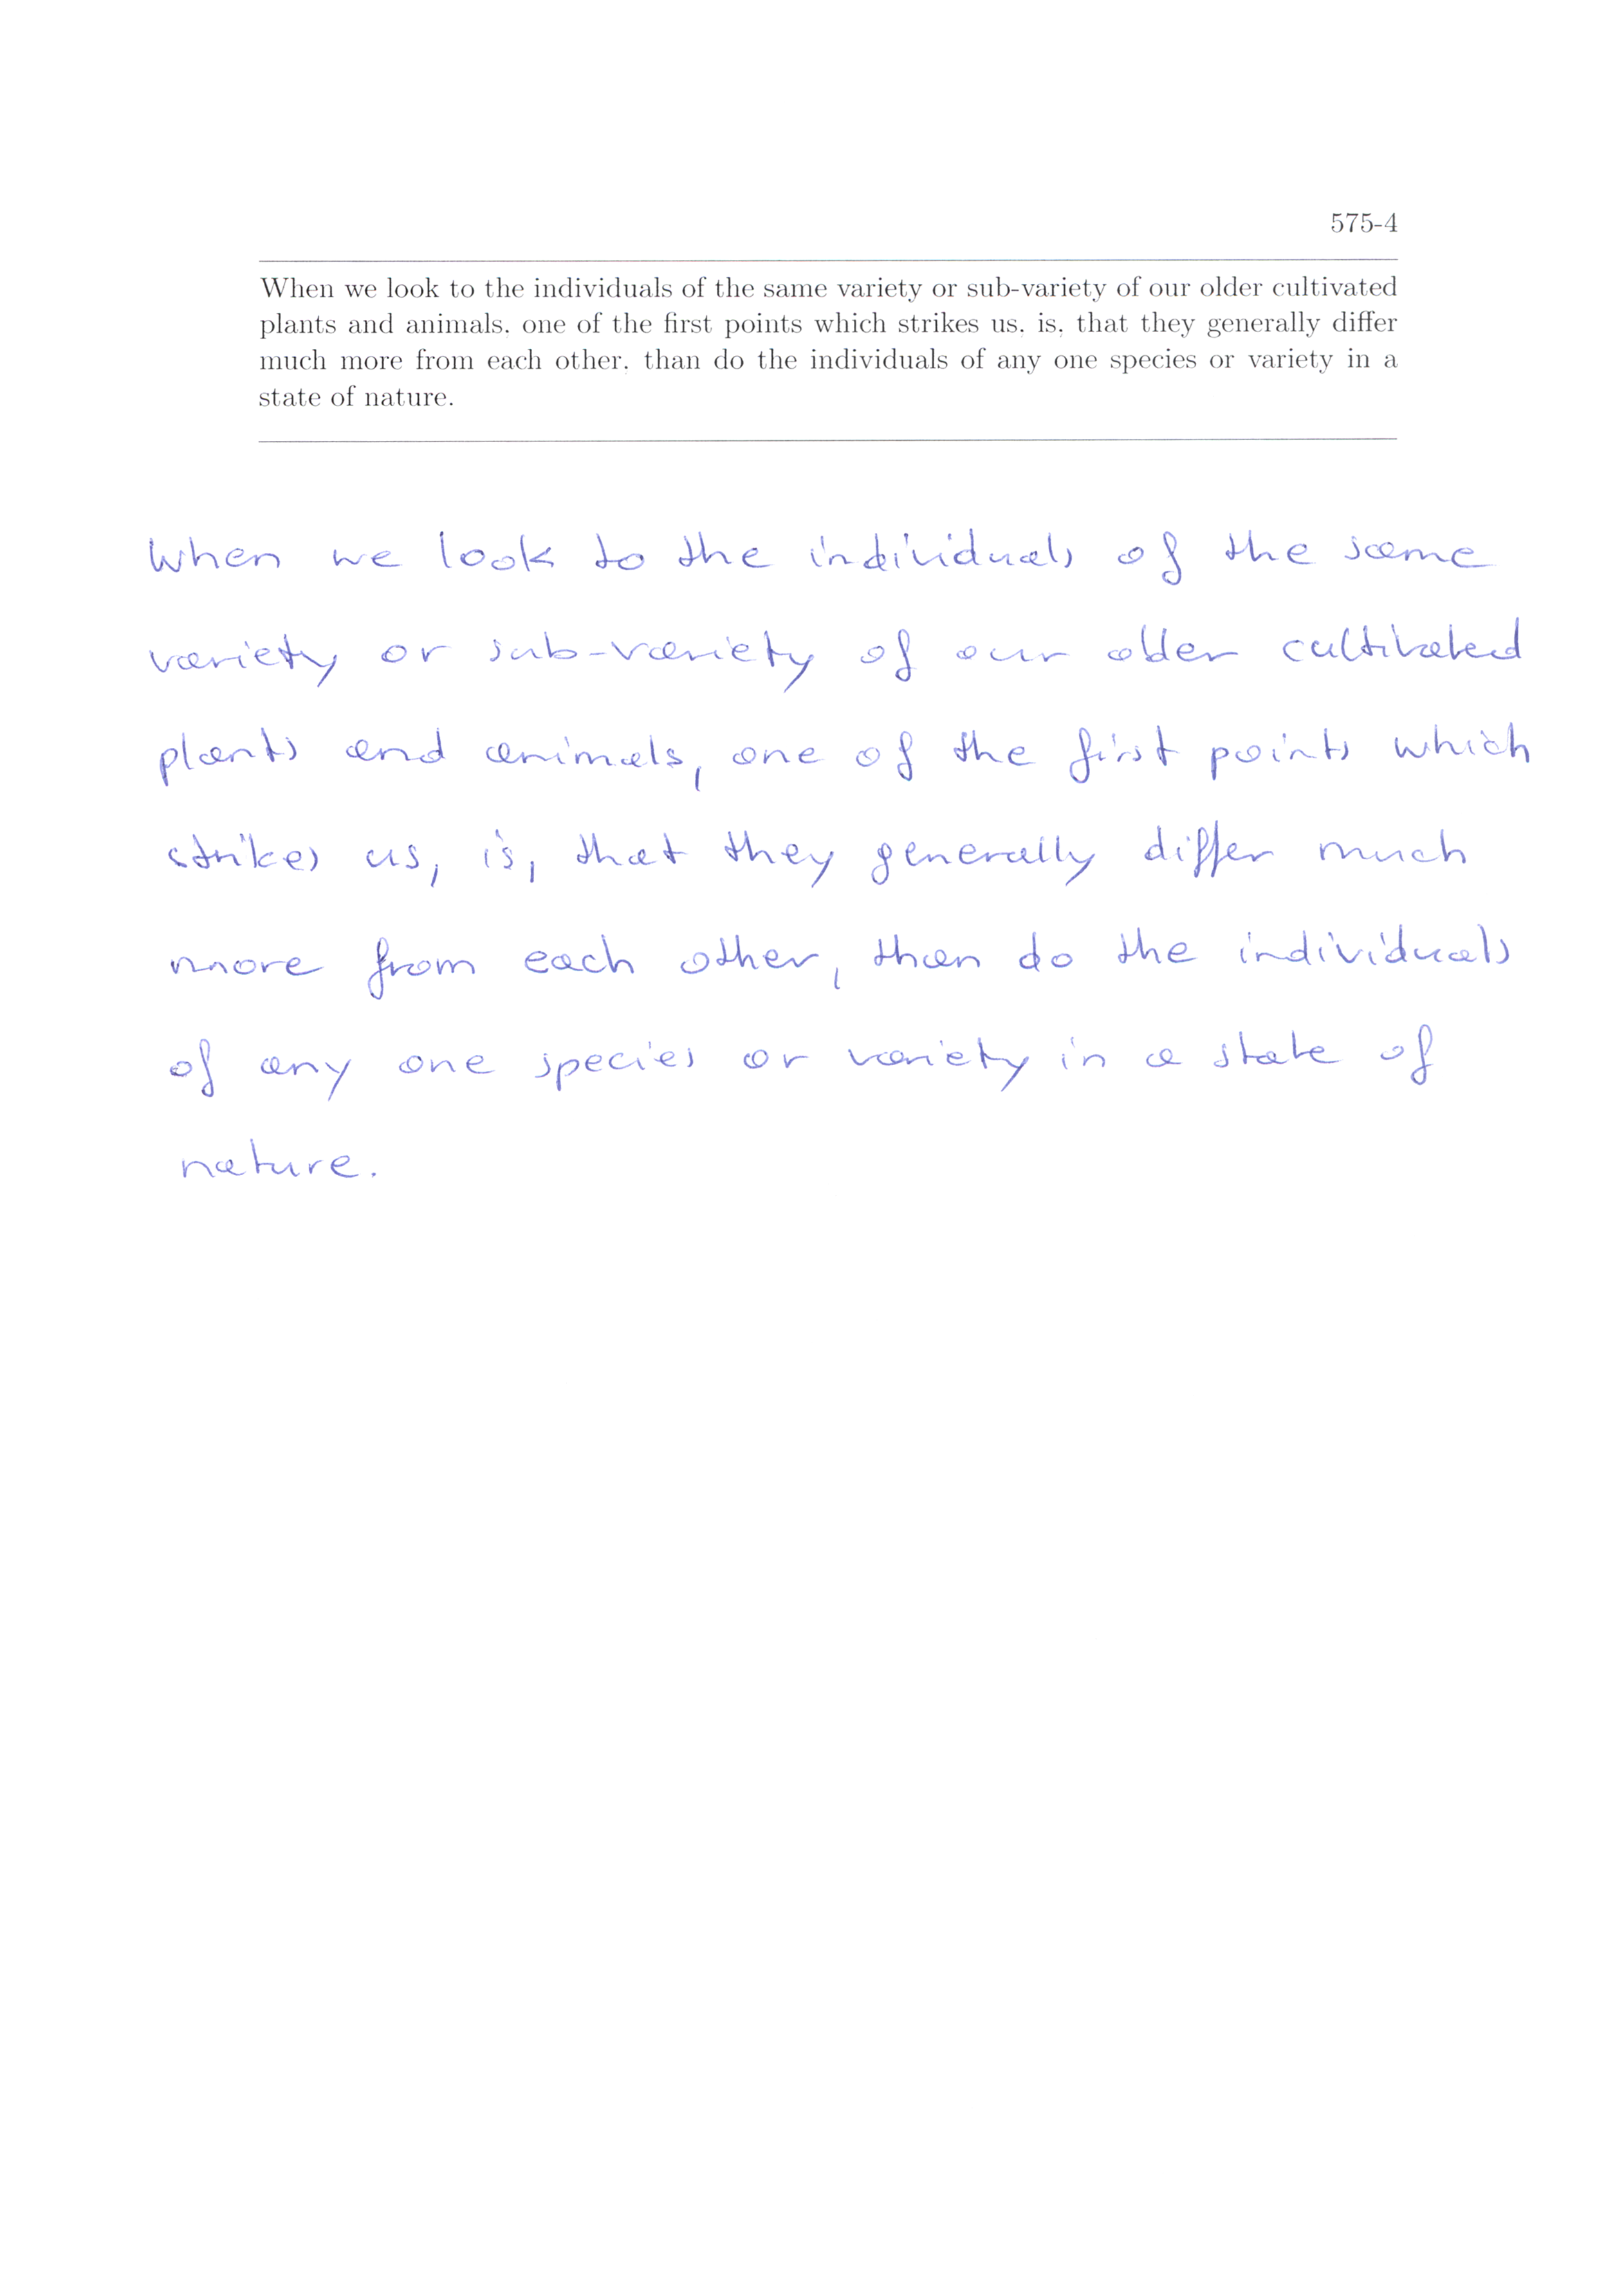 575-4
When we look to the individuals of the same variety or sub-variety of our older cultivated
plants and animals, one of the first points which strikes us, is, that they generally differ
much more from each other, than do the individuals of any one species or variety in a
state of nature.
When we look to the individuals of the same
variety or sub-variety of our older cultivated
plants and animals, one of the first points which
strikes us, is, that they generally differ much
more from each other, than do the individuals
of any one species or variety in a state of
nature.